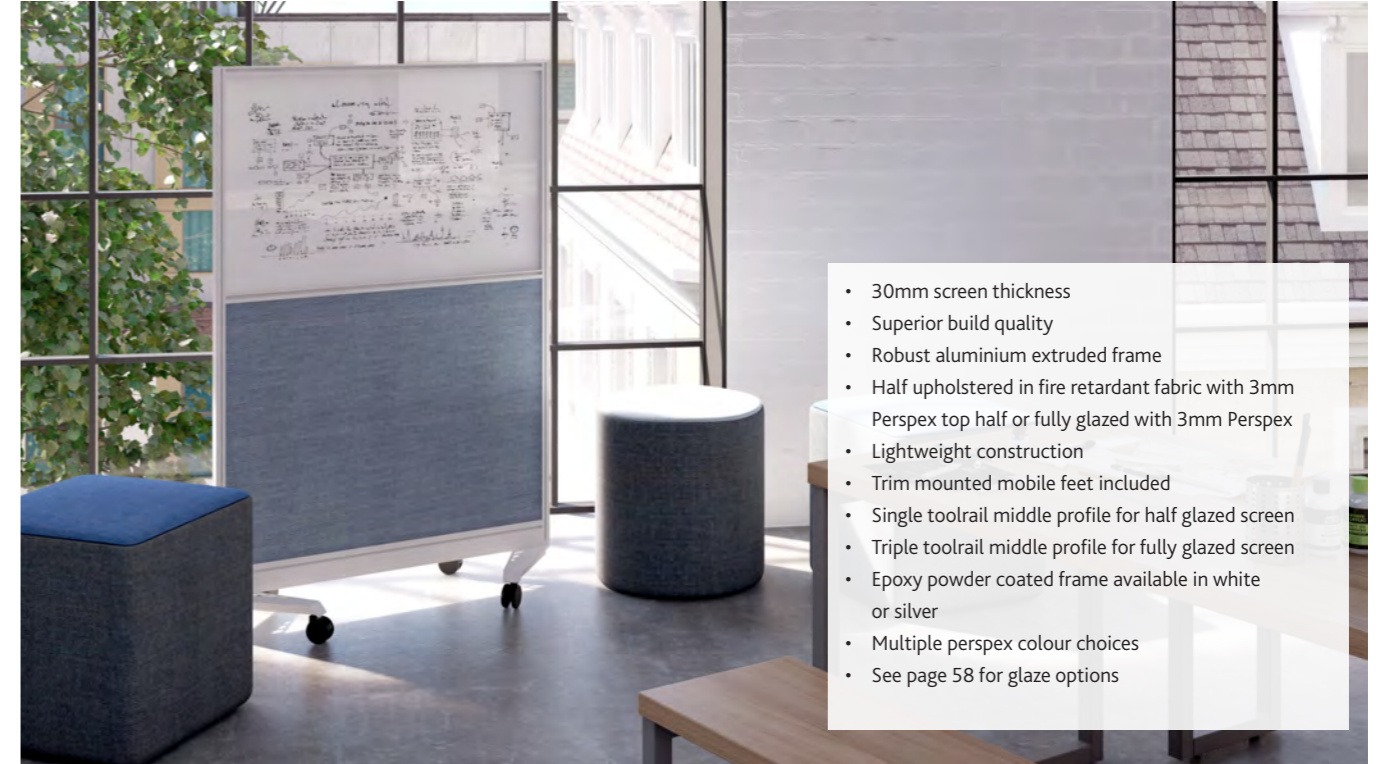 • 30mm screen thickness
• Superior build quality
• Robust aluminium extruded frame
• Half upholstered in fire retardant fabric with 3mm
Perspex top half or fully glazed with 3mm Perspex
• Lightweight construction
• Trim mounted mobile feet included
• Single toolrail middle profile for half glazed screen
• Triple toolrail middle profile for fully glazed screen
• Epoxy powder coated frame available in white
or silver
• Multiple perspex colour choices
• See page 58 for glaze options